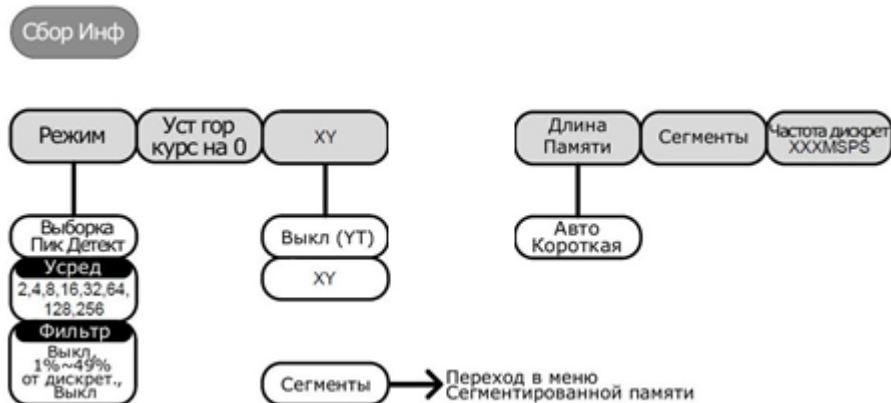 Сбор Инф
Режим
Уст гор
курс на 0
XY
Длина
Памяти
Сегменты
Частота дискрет
XXXMSPS
Выборка
Пик Детект
Усред
2,4,8,16,32,64,
128,256
Фильтр
Выкл,
1%~49%
от дискрет.,
Выкл
Выкл (YT)
XY
Авто
Короткая
Сегменты
Переход в меню
Сегментированной памяти